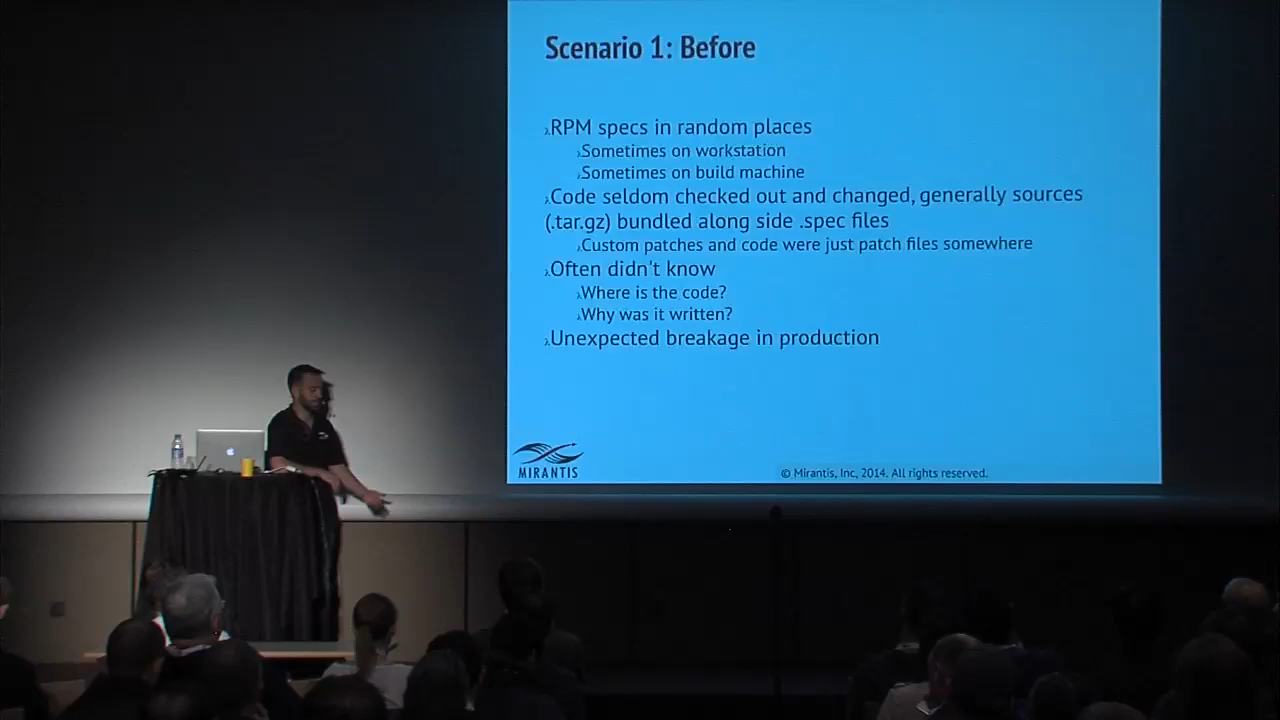 Scenario 1: Before
RPM specs in random places
Sometimes on workstation
Sometimes on build machine
Code seldom checked out and changed, generally sources
(.tar.gz) bundled along side .spec files
Custom patches and code were just patch files somewhere
Often didn't know
Where is the code?
Why was it written?
Unexpected breakage in production
MIRANTIS
© Mirantis, Inc, 2014. All rights reserved.